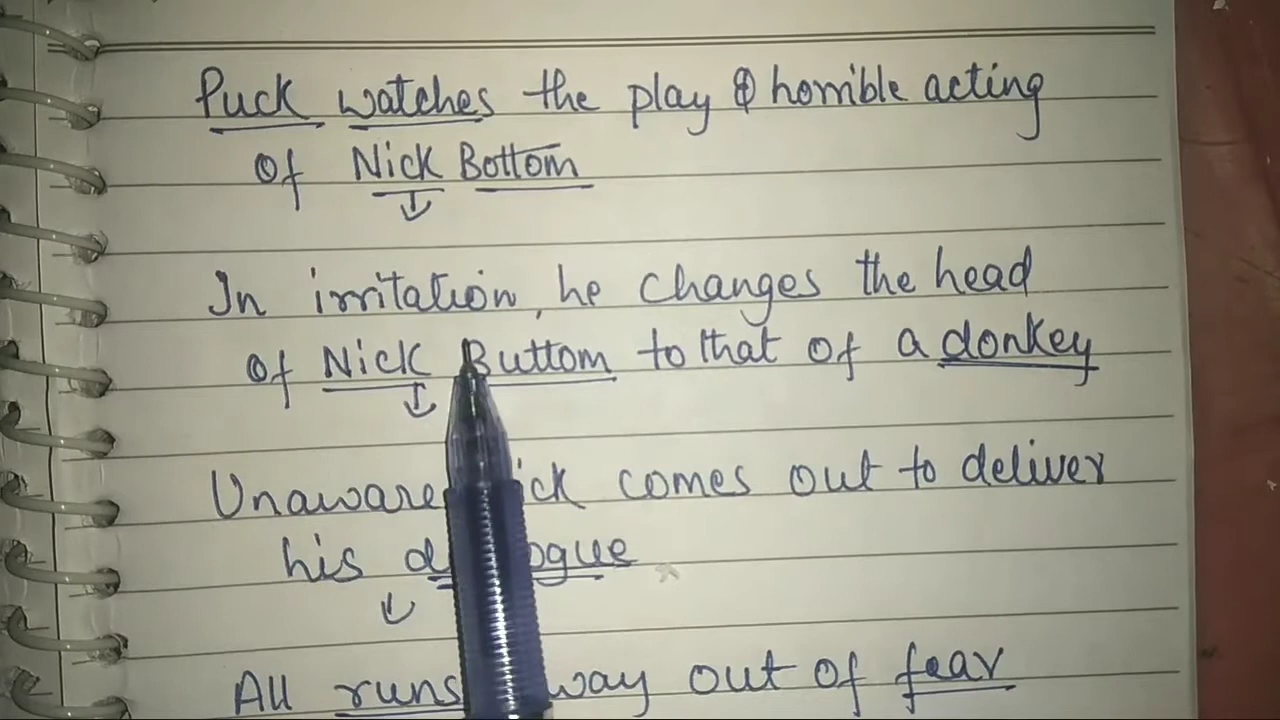 Puck watches the play & horrible acting
of Nick Bottom
↓
In irritation, he changes the head
of Nick Buttom to that of a donkey
↓
Unaware ick comes out to deliver
his d ogue
↓
All runs way out of fear